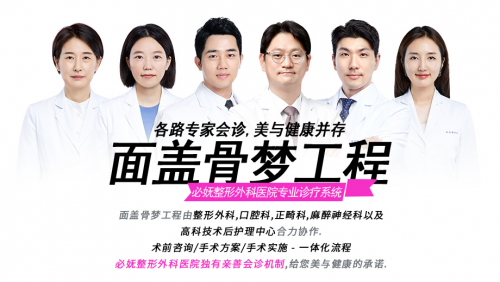 各路专家会诊, 美与健康并存
面盖骨梦工程
必妩整形外科医院专业诊疗系统
面盖骨梦工程由整形外科,口腔科,正畸科,麻醉神经科以及
高科技术后护理中心合力协作.
术前咨询/手术方案/手术实施 - 一体化流程
必妩整形外科医院独有亲善会诊机制,给您美与健康的承诺.